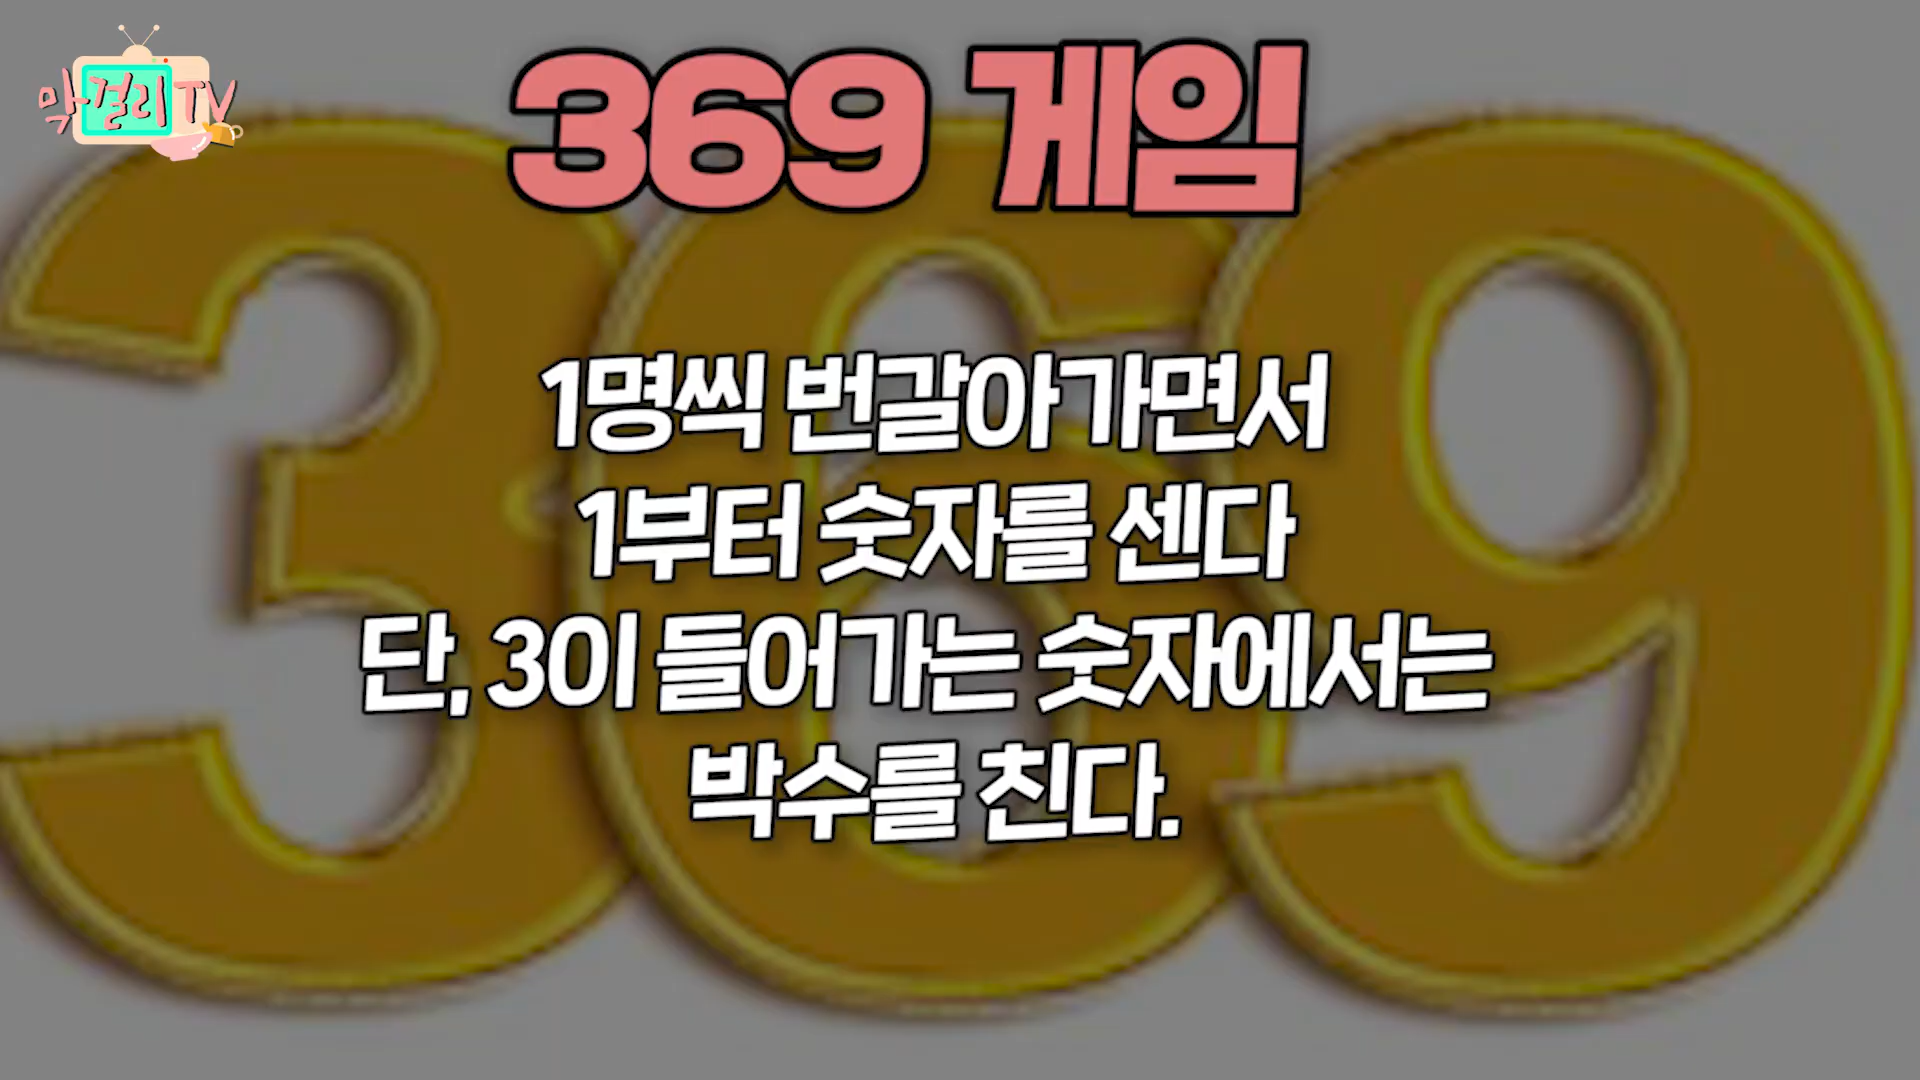 막걸리TV
369 게임
1명씩 번갈아가면서
1부터 숫자를 센다
단, 3이 들어가는 숫자에서는
박수를 친다.
369